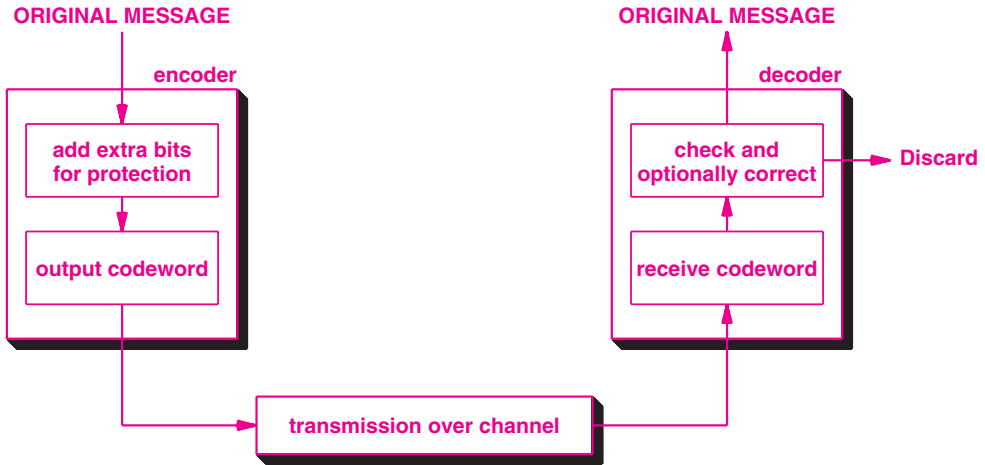 ORIGINAL MESSAGE
encoder
add extra bits
for protection
output codeword
transmission over channel
ORIGINAL MESSAGE
decoder
check and
optionally correct
Discard
receive codeword